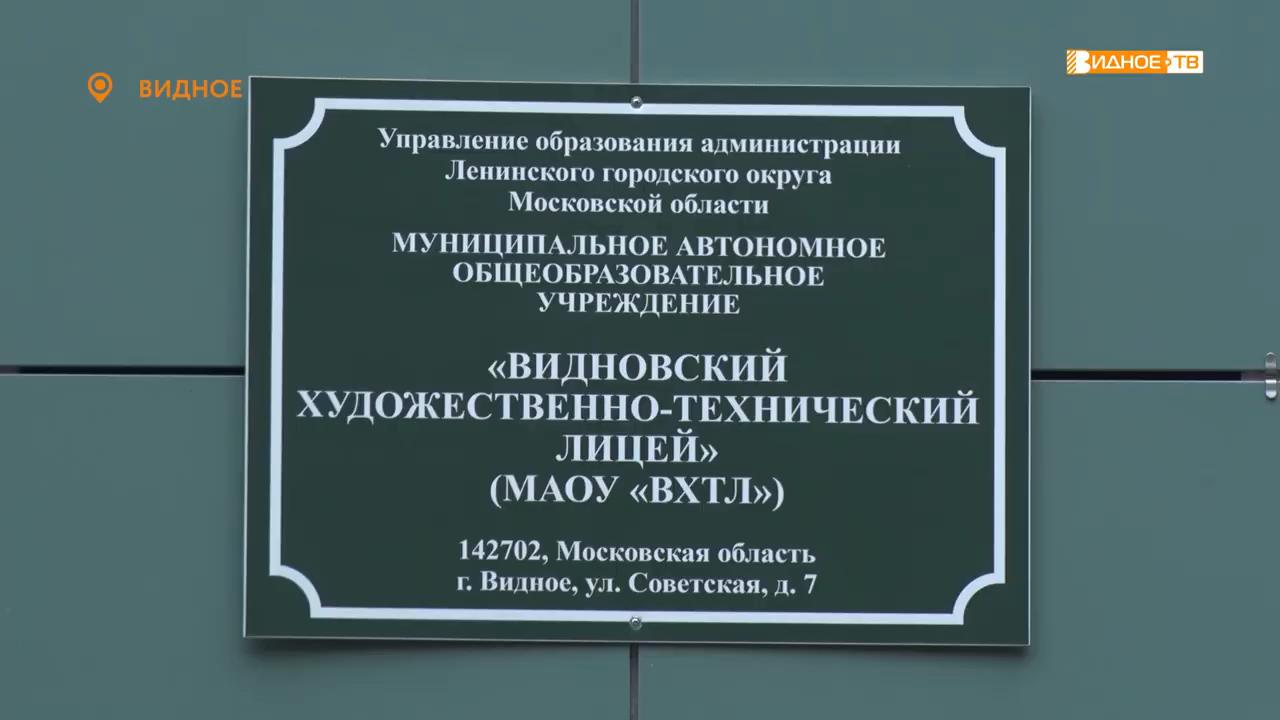 ВИДНОЕ
ВИДНОЕ ТВ
Управление образования администрации
Ленинского городского округа
Московской области
МУНИЦИПАЛЬНОЕ АВТОНОМНОЕ
ОБЩЕОБРАЗОВАТЕЛЬНОЕ
УЧРЕЖДЕНИЕ
«ВИДНОВСКИЙ
ХУДОЖЕСТВЕННО-ТЕХНИЧЕСКИЙ
ЛИЦЕЙ»
(МАОУ «ВХТЛ»)
142702, Московская область
г. Видное, ул. Советская, д. 7